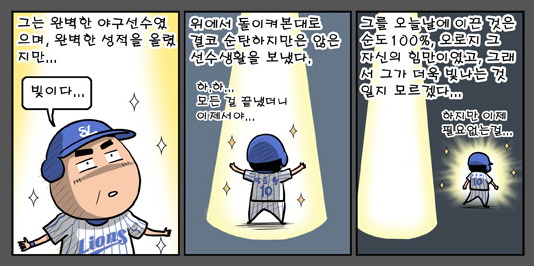 그는 완벽한 야구선수였
으며, 완벽한 성적을 올렸
지만...
빛이다...
SL
Lions
위에서 돌이켜본대로
결코 순탄하지만은 않은
선수생활을 보냈다.
하,하...
모든 걸 끝냈더니
이제서야...
10
그를 오늘날에 이끈 것은
순도100%, 오로지 그
자신의 힘만이였고, 그래
서 그가 더욱 빛나는 것
일지 모르겠다...
하지만 이제
필요없는걸...
10